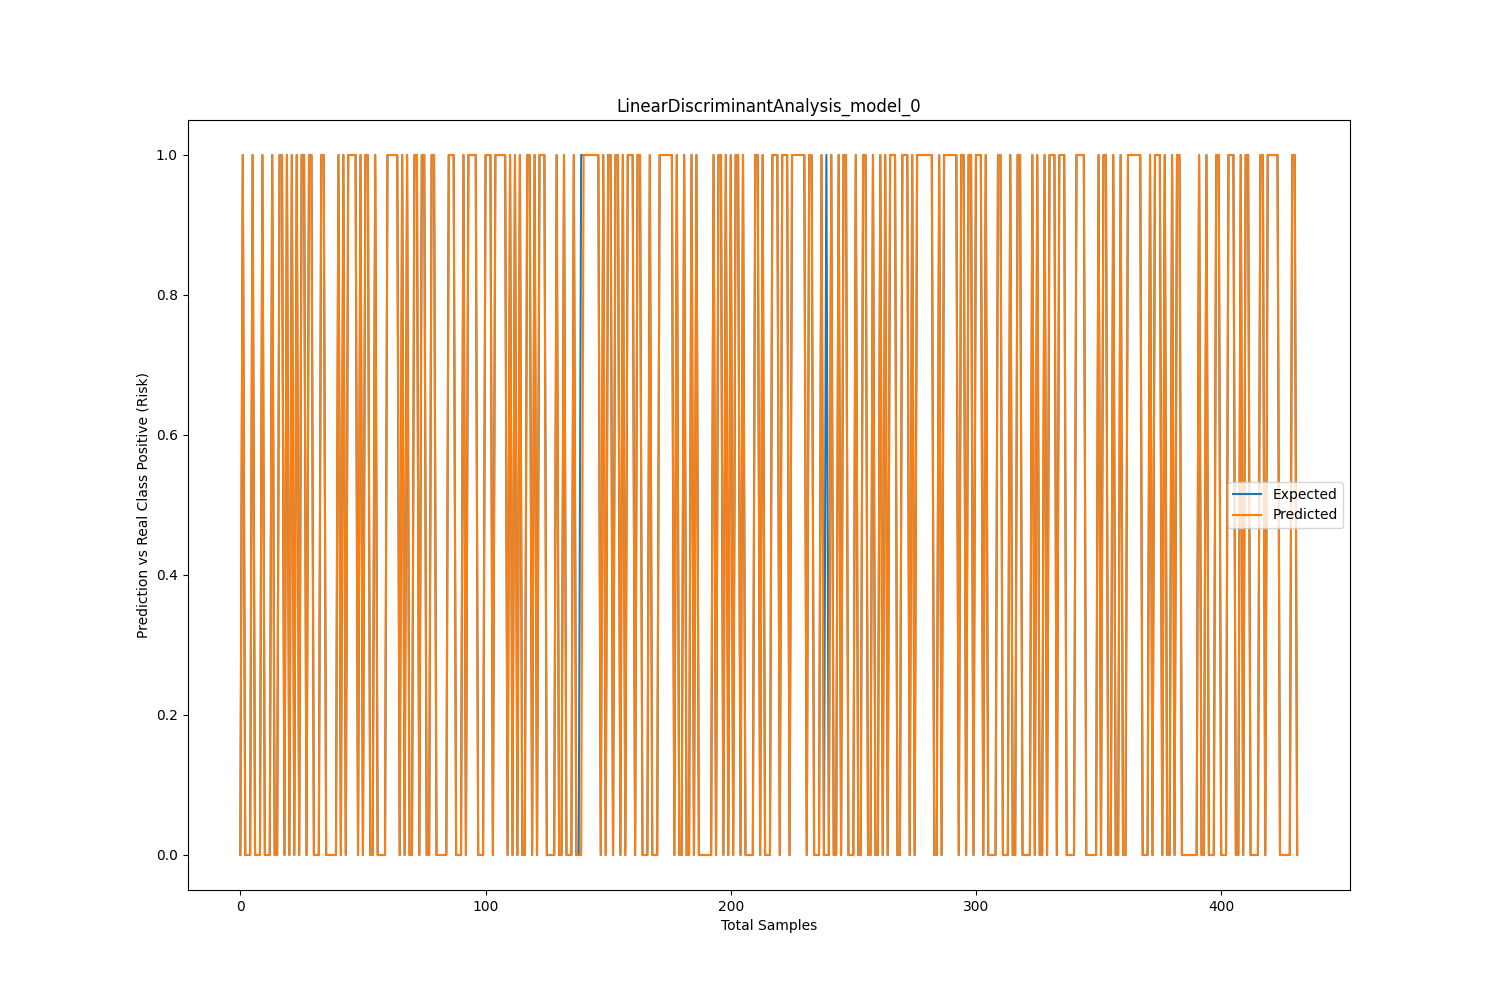 LinearDiscriminantAnalysis_model_0
Prediction vs Real Class Positive (Risk)
1.0
0.8
0.6
0.4
0.2
0.0
Expected
Predicted
0 100 200 300 400
Total Samples